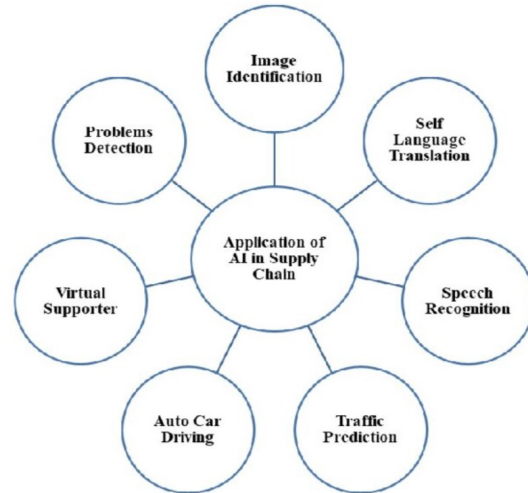 Image
Identification
Self
Language
Translation
Speech
Recognition
Traffic
Prediction
Auto Car
Driving
Virtual
Supporter
Problems
Detection
Application of
AI in Supply
Chain